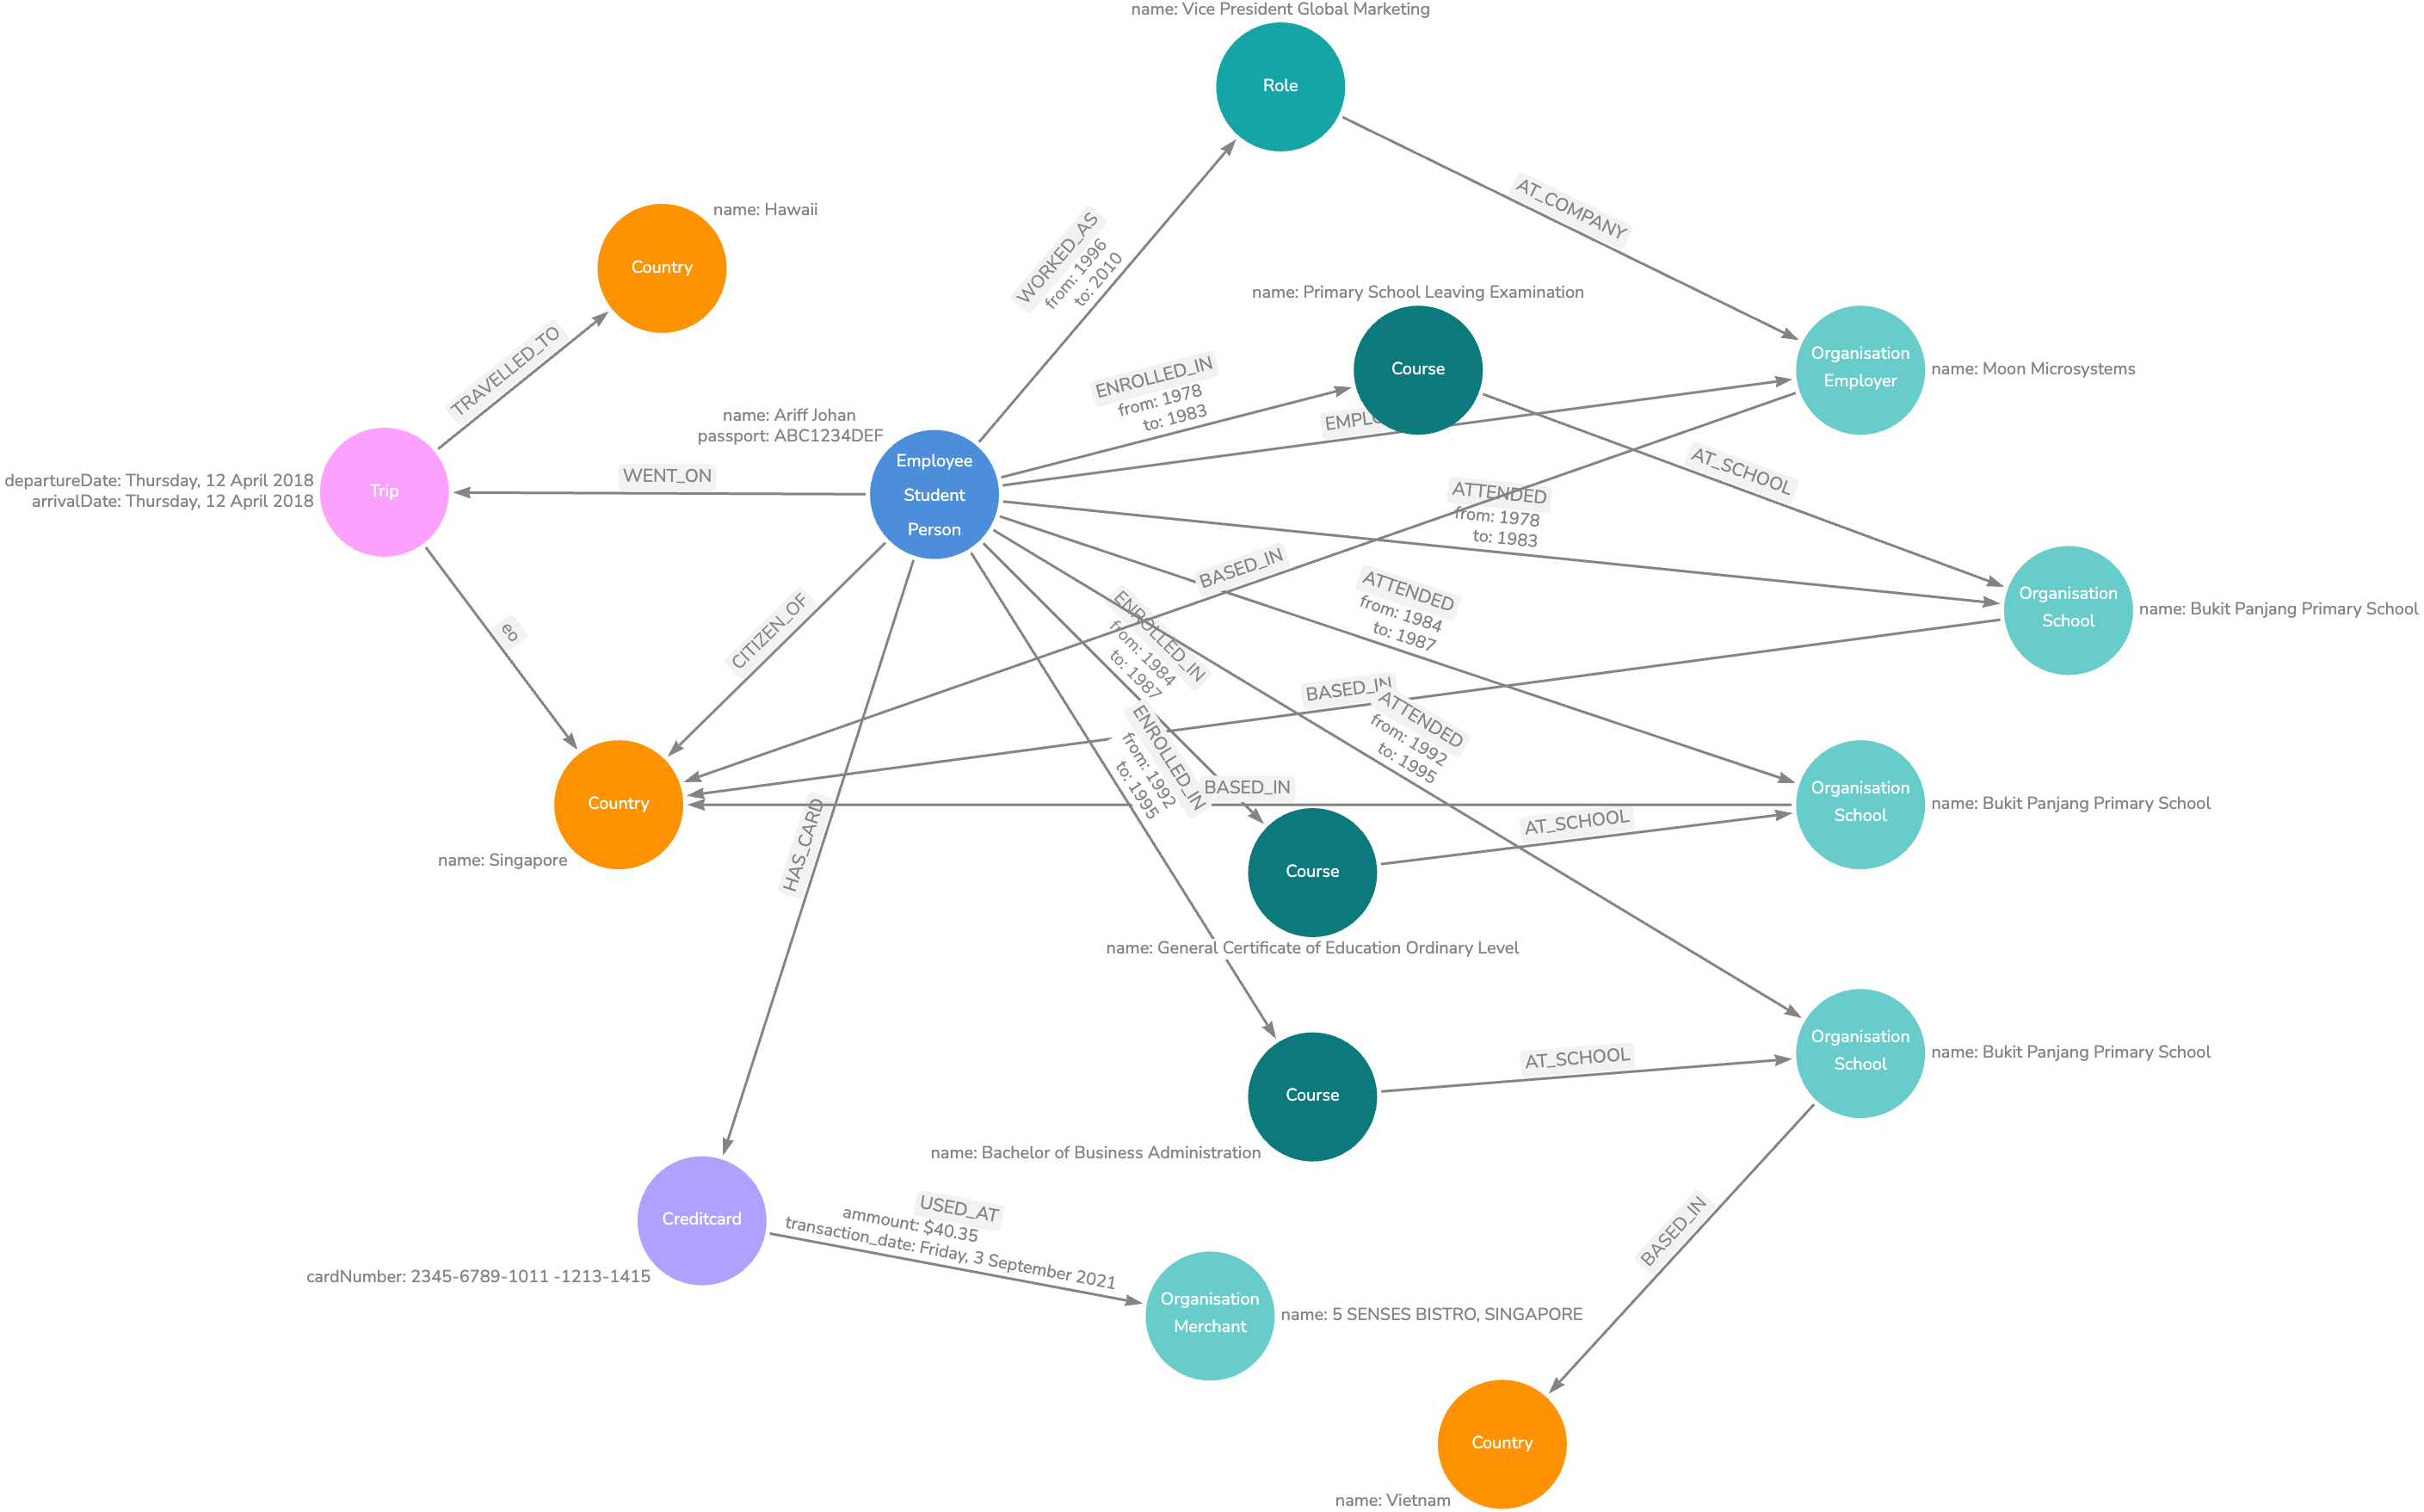 name: Vice President Global Marketing
Role
AT_COMPANY
name: Hawaii
Country
WORKED_AS
from: 1996
to: 2010
name: Primary School Leaving Examination
Course
TRAVELLED_TO
ENROLLED_IN
from: 1978
to: 1983
Organisation
Employer
name: Moon Microsystems
name: Ariff Johan
passport: ABC1234DEF
Employee
Student
Person
WENT_ON
departureDate: Thursday, 12 April 2018
arrivalDate: Thursday, 12 April 2018
Trip
AT_SCHOOL
ATTENDED
from: 1978
to: 1983
BASED_IN
Organisation
School
name: Bukit Panjang Primary School
eo
CITIZEN_OF
ENROLLED_IN
from: 1984
to: 1987
ATTENDED
from: 1984
to: 1987
BASED_IN
ATTENDED
from: 1992
to: 1995
ENROLLED_IN
from: 1992
to: 1995
BASED_IN
Country
name: Singapore
HAS_CARD
AT_SCHOOL
Organisation
School
name: Bukit Panjang Primary School
Course
name: General Certificate of Education Ordinary Level
AT_SCHOOL
Organisation
School
name: Bukit Panjang Primary School
Course
name: Bachelor of Business Administration
Creditcard
cardNumber: 2345-6789-1011 -1213-1415
USED_AT
ammount: $40.35
transaction_date: Friday, 3 September 2021
BASED_IN
Organisation
Merchant
name: 5 SENSES BISTRO, SINGAPORE
Country
name: Vietnam